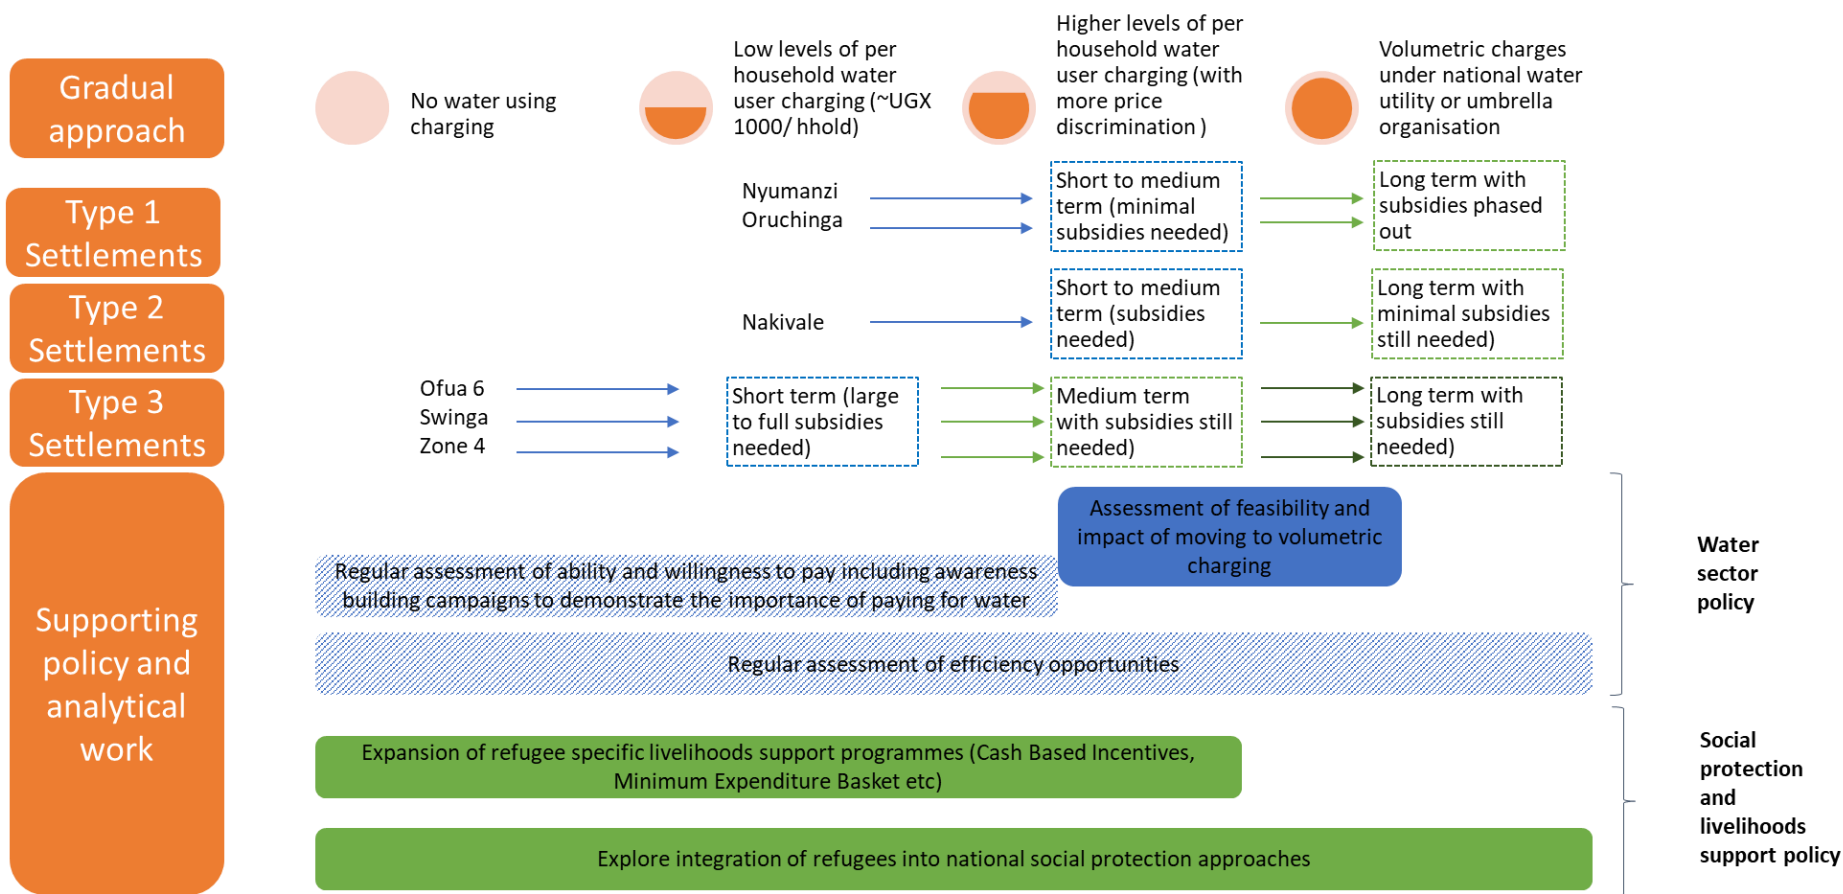 Gradual
approach
No water using
charging
Low levels of per
household water
user charging (~UGX
1000/ hhold)
Higher levels of per
household water
user charging (with
more price
discrimination )
Volumetric charges
under national water
utility or umbrella
organisation
Type 1
Settlements
Nyumanzi
Oruchinga
Short to medium
term (minimal
subsidies needed)
Long term with
subsidies phased
out
Type 2
Settlements
Nakivale
Short to medium
term (subsidies
needed)
Long term with
minimal subsidies
still needed)
Type 3
Settlements
Ofua 6
Swinga
Zone 4
Short term (large
to full subsidies
needed)
Medium term
with subsidies still
needed)
Long term with
subsidies still
needed)
Supporting
policy and
analytical
work
Assessment of feasibility and
impact of moving to volumetric
charging
Regular assessment of ability and willingness to pay including awareness
building campaigns to demonstrate the importance of paying for water
Regular assessment of efficiency opportunities
Water
sector
policy
Expansion of refugee specific livelihoods support programmes (Cash Based Incentives,
Minimum Expenditure Basket etc)
Explore integration of refugees into national social protection approaches
Social
protection
and
livelihoods
support policy